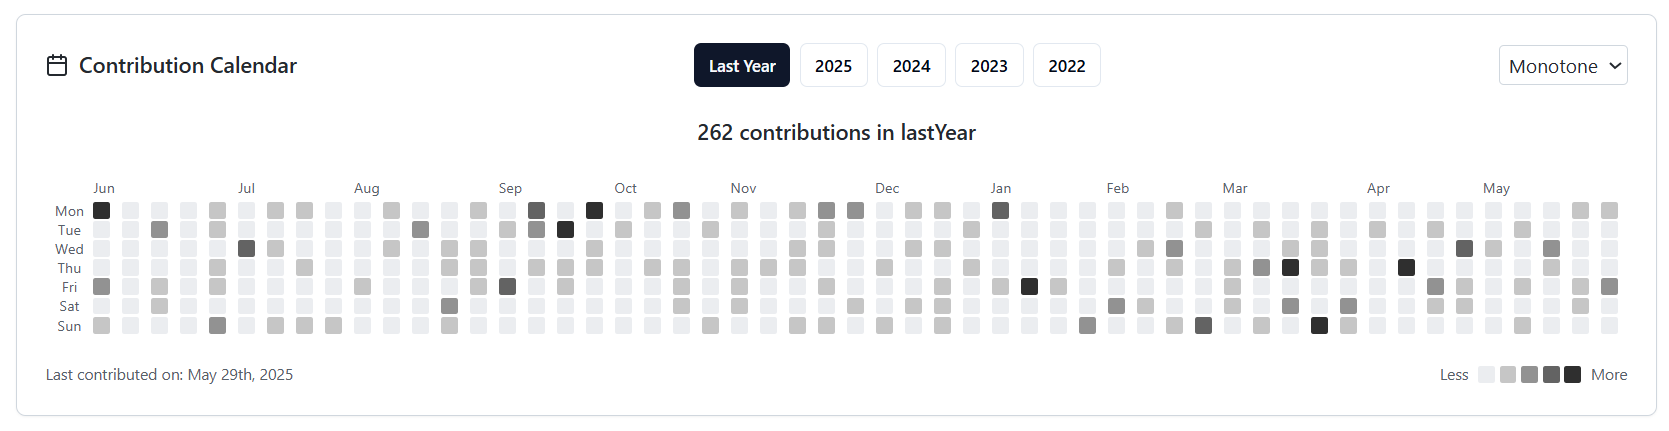 Contribution Calendar
Last Year 2025 2024 2023 2022
Monotone
262 contributions in lastYear
Jun Jul Aug Sep Oct Nov Dec Jan Feb Mar Apr May
Mon
Tue
Wed
Thu
Fri
Sat
Sun
Last contributed on: May 29th, 2025
Less More